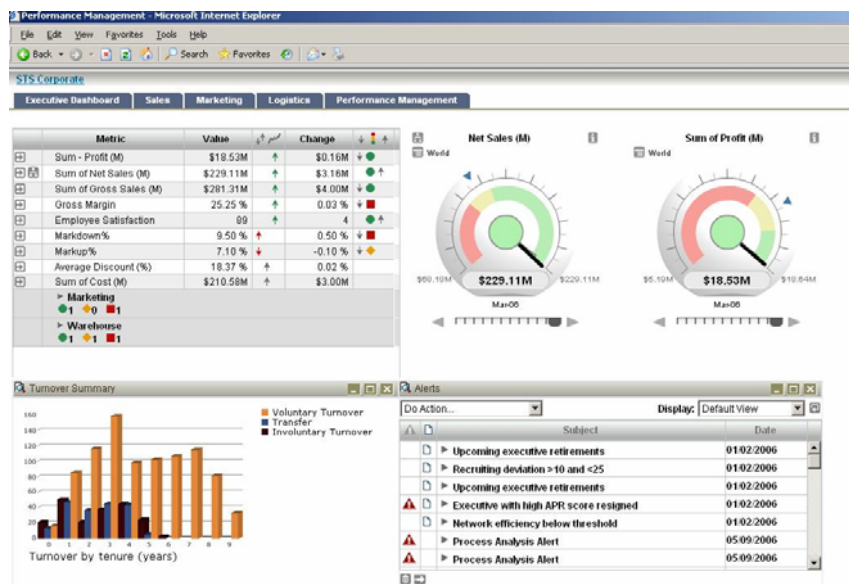 Performance Management - Microsoft Internet Explorer
File Edit View Favorites Tools Help
Back Search Favorites
STS Corporate
Executive Dashboard Sales Marketing Logistics Performance Management
Metric Value Change
Sum - Profit (M) $18.53M $0.16M
Sum of Net Sales (M) $229.11M $3.16M
Sum of Gross Sales (M) $281.31M $4.00M
Gross Margin 25.25 % 0.03 %
Employee Satisfaction 89 4
Markdown% 9.50 % 0.50 %
Markup% 7.10 % -0.10 %
Average Discount (%) 18.37 % 0.02 %
Sum of Cost (M) $210.58M $3.00M
Marketing
1 0 1
Warehouse
1 1 1
Net Sales (M)
World
$229.11M $229.11M
Mar-06
Sum of Profit (M)
World
$18.53M
Mar-06
Turnover Summary
160
140
120
100
80
60
40
20
0
0 1 2 3 4 5 6 7 8 9
Turnover by tenure (years)
Voluntary Turnover
Transfer
Involuntary Turnover
Alerts
Do Action... Display: Default View
Subject Date
Upcoming executive retirements 01/02/2006
Recruiting deviation >10 and <25 01/02/2006
Upcoming executive retirements 01/02/2006
Executive with high APR score resigned 01/02/2006
Network efficiency below threshold 01/02/2006
Process Analysis Alert 05/09/2006
Process Analysis Alert 05/09/2006